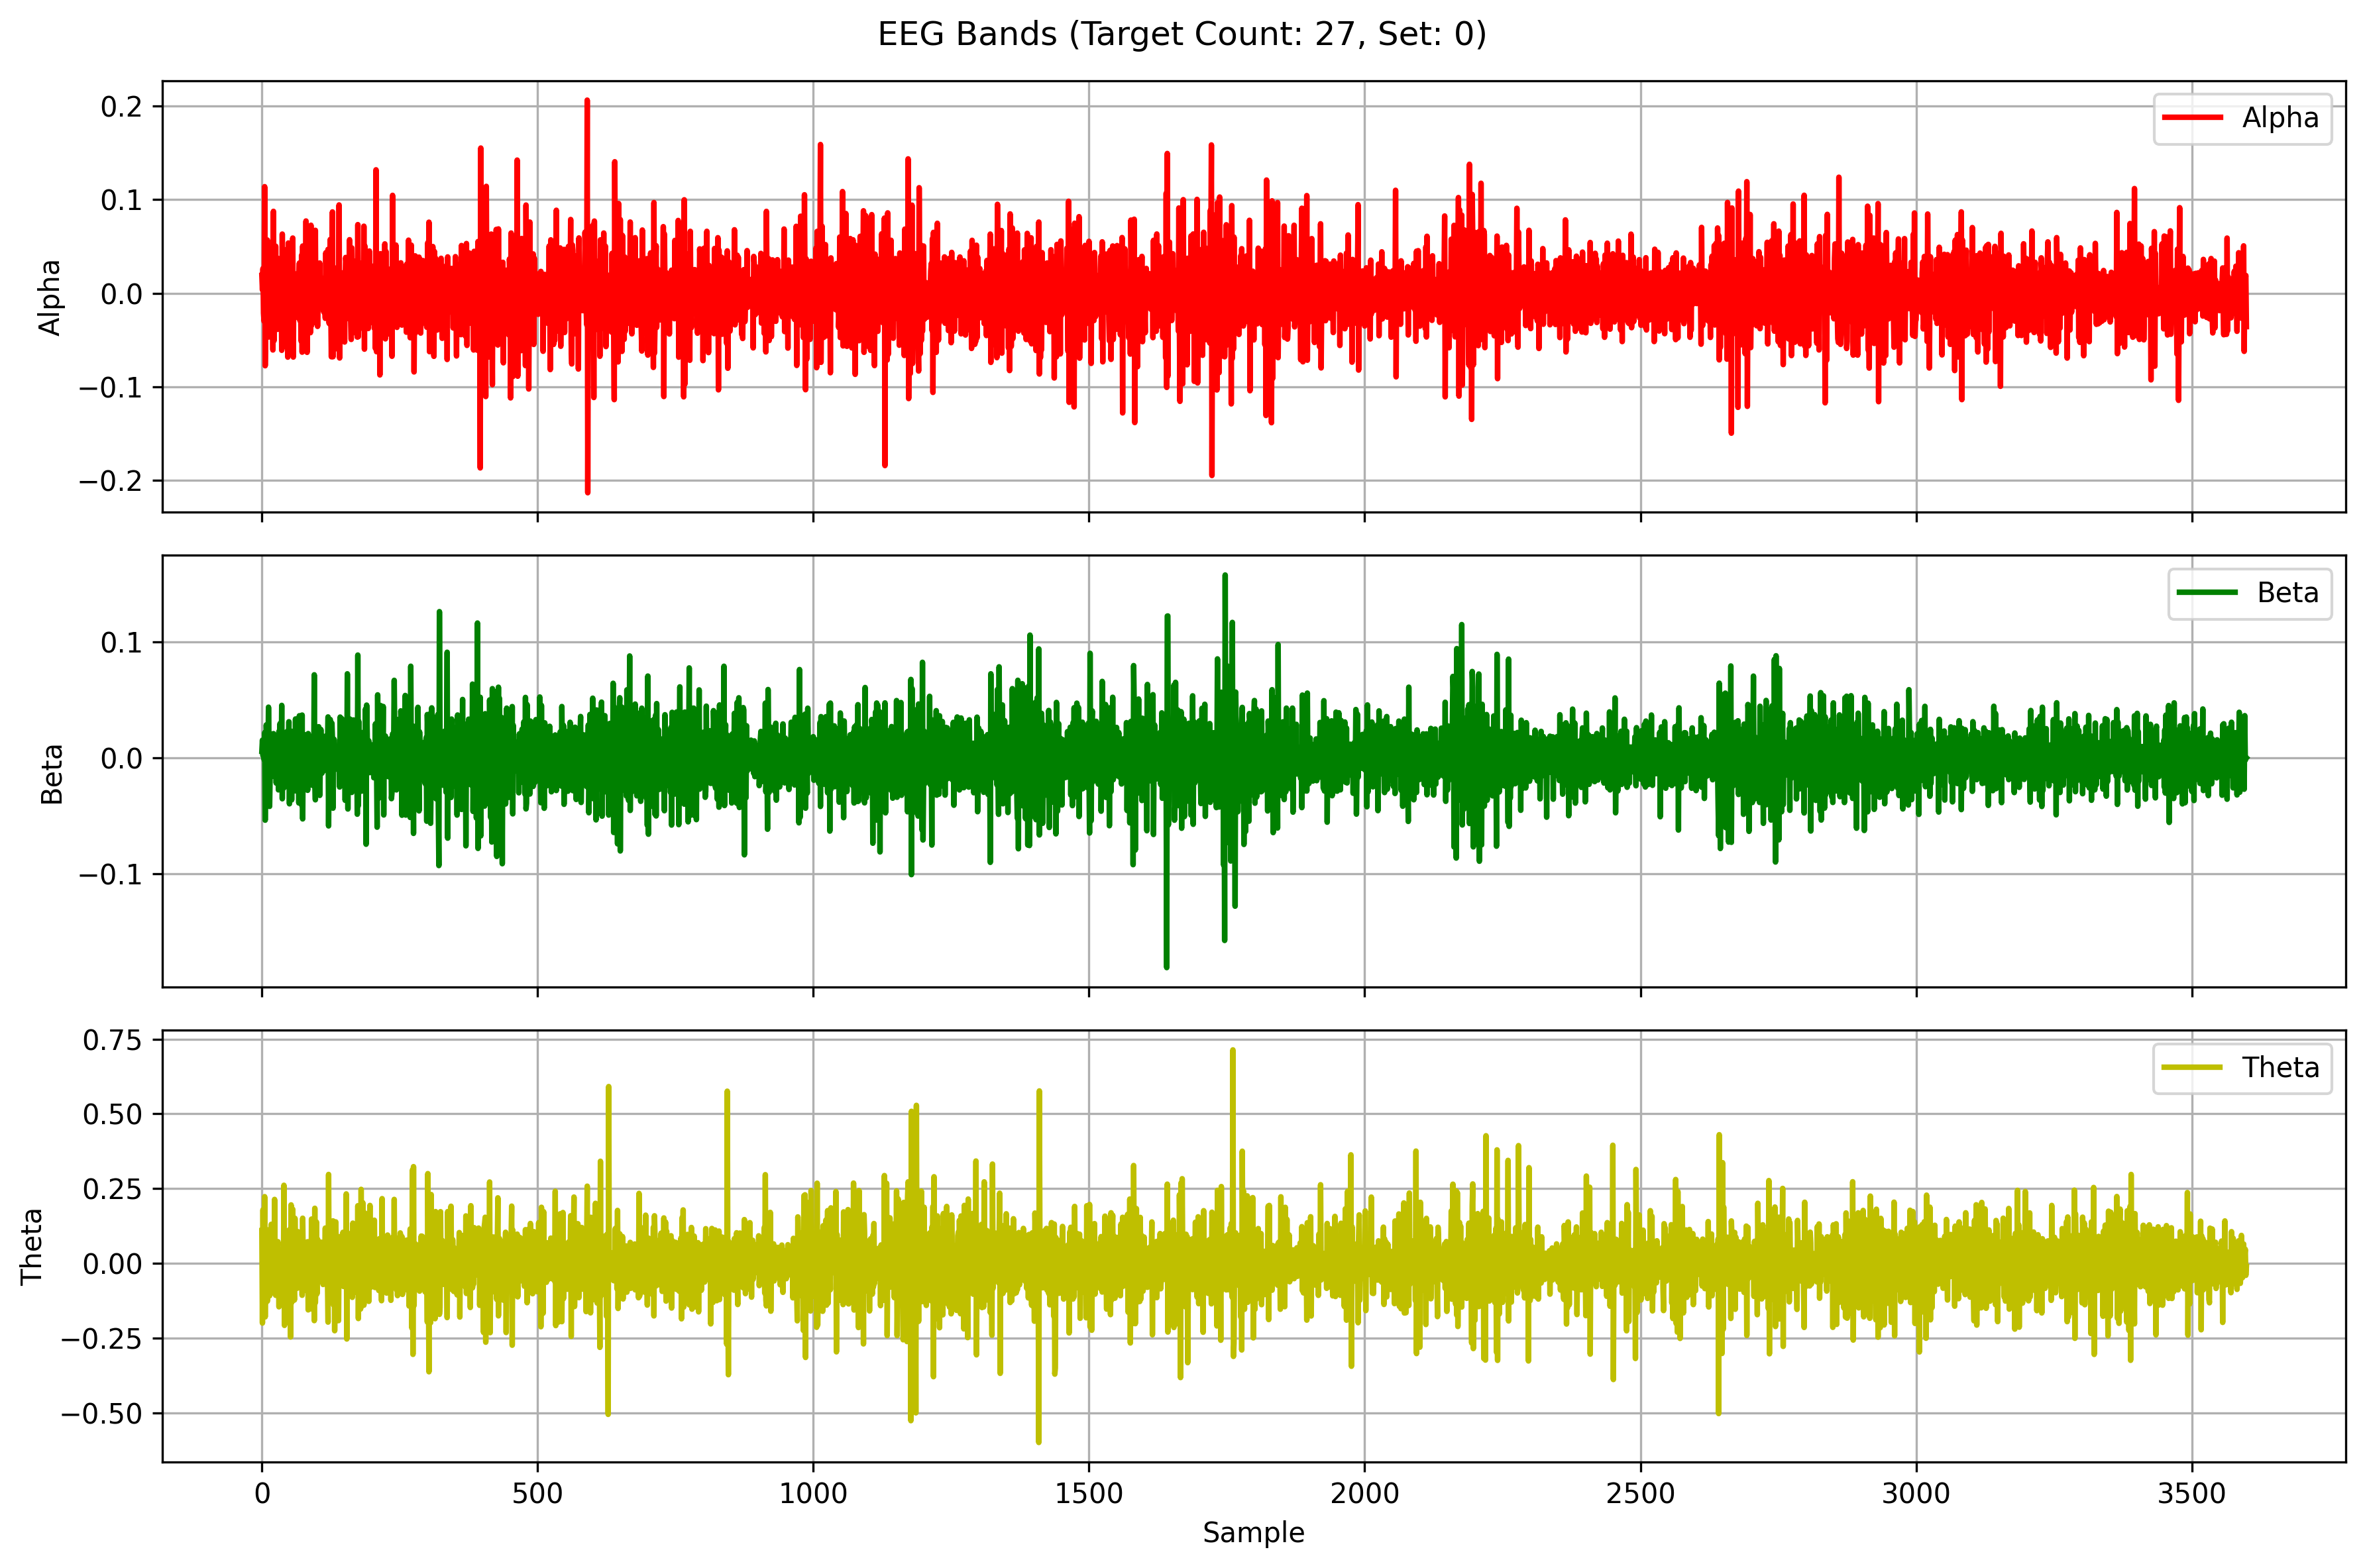 EEG Bands (Target Count: 27, Set: 0)
Alpha
0.2
0.1
0.0
−0.1
−0.2
Alpha
Beta
0.1
0.0
−0.1
Beta
Theta
0.75
0.50
0.25
0.00
−0.25
−0.50
Theta
0 500 1000 1500 2000 2500 3000 3500
Sample